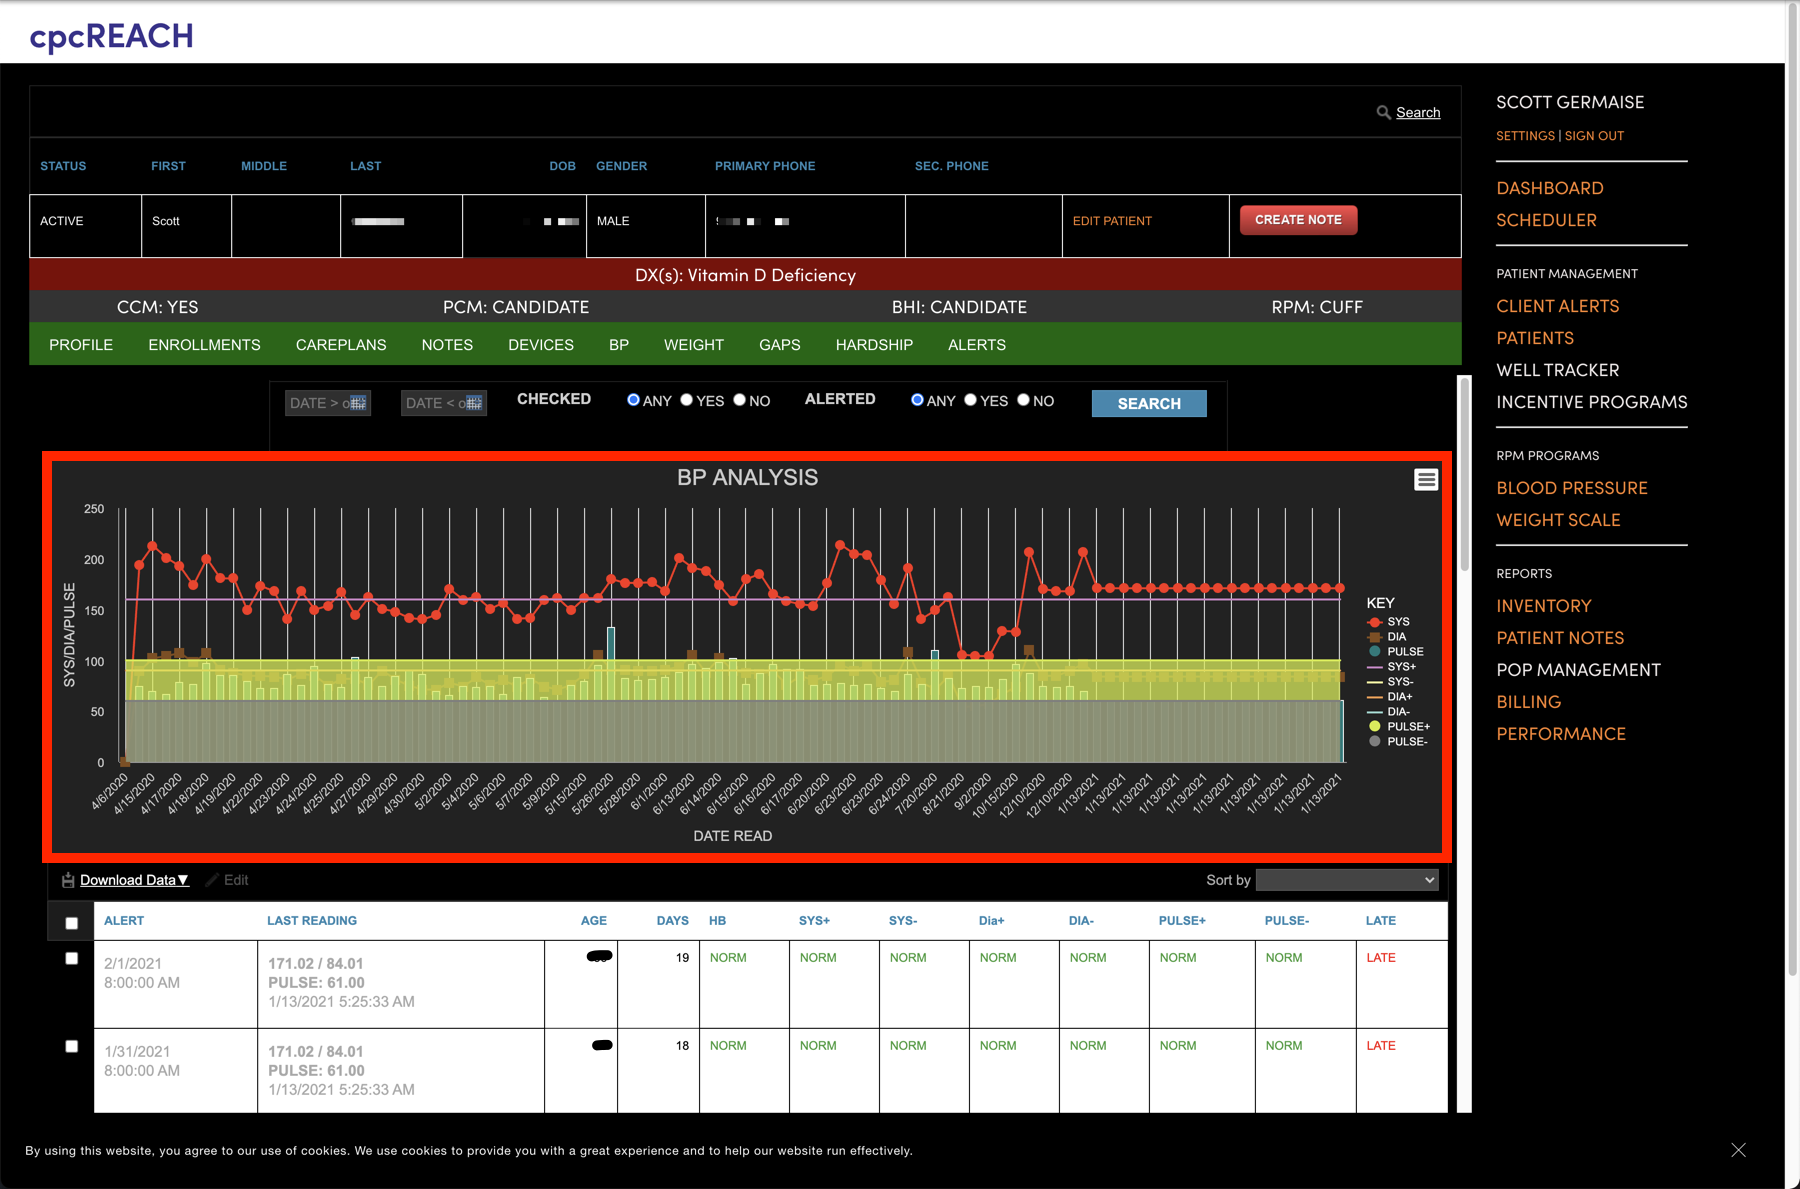 cpcREACH
Search
STATUS FIRST MIDDLE LAST DOB GENDER PRIMARY PHONE SEC. PHONE
ACTIVE Scott MALE EDIT PATIENT CREATE NOTE
DX(s): Vitamin D Deficiency
CCM: YES PCM: CANDIDATE BHI: CANDIDATE RPM: CUFF
PROFILE ENROLLMENTS CAREPLANS NOTES DEVICES BP WEIGHT GAPS HARDSHIP ALERTS
DATE > DATE < CHECKED ANY YES NO ALERTED ANY YES NO SEARCH
BP ANALYSIS
SYS/DIA/PULSE
250
200
150
100
50
0
4/6/2020 4/15/2020 4/17/2020 4/18/2020 4/19/2020 4/22/2020 4/23/2020 4/24/2020 4/25/2020 4/27/2020 4/29/2020 4/30/2020 5/2/2020 5/4/2020 5/6/2020 5/7/2020 5/9/2020 5/15/2020 5/26/2020 5/28/2020 6/1/2020 6/13/2020 6/14/2020 6/15/2020 6/16/2020 6/17/2020 6/20/2020 6/23/2020 6/23/2020 6/24/2020 7/20/2020 8/21/2020 9/2/2020 10/15/2020 12/10/2020 12/10/2020 1/13/2021 1/13/2021 1/13/2021 1/13/2021 1/13/2021 1/13/2021 1/13/2021 1/13/2021 1/13/2021 1/13/2021
DATE READ
KEY
SYS
DIA
PULSE
SYS+
SYS-
DIA+
DIA-
PULSE+
PULSE-
Download Data▼ Edit Sort by
ALERT LAST READING AGE DAYS HB SYS+ SYS- Dia+ DIA- PULSE+ PULSE- LATE
2/1/2021 171.02 / 84.01 19 NORM NORM NORM NORM NORM NORM NORM LATE
8:00:00 AM PULSE: 61.00
1/13/2021 5:25:33 AM
1/31/2021 171.02 / 84.01 18 NORM NORM NORM NORM NORM NORM NORM LATE
8:00:00 AM PULSE: 61.00
1/13/2021 5:25:33 AM
SCOTT GERMAISE
SETTINGS | SIGN OUT
DASHBOARD
SCHEDULER
PATIENT MANAGEMENT
CLIENT ALERTS
PATIENTS
WELL TRACKER
INCENTIVE PROGRAMS
RPM PROGRAMS
BLOOD PRESSURE
WEIGHT SCALE
REPORTS
INVENTORY
PATIENT NOTES
POP MANAGEMENT
BILLING
PERFORMANCE
By using this website, you agree to our use of cookies. We use cookies to provide you with a great experience and to help our website run effectively.